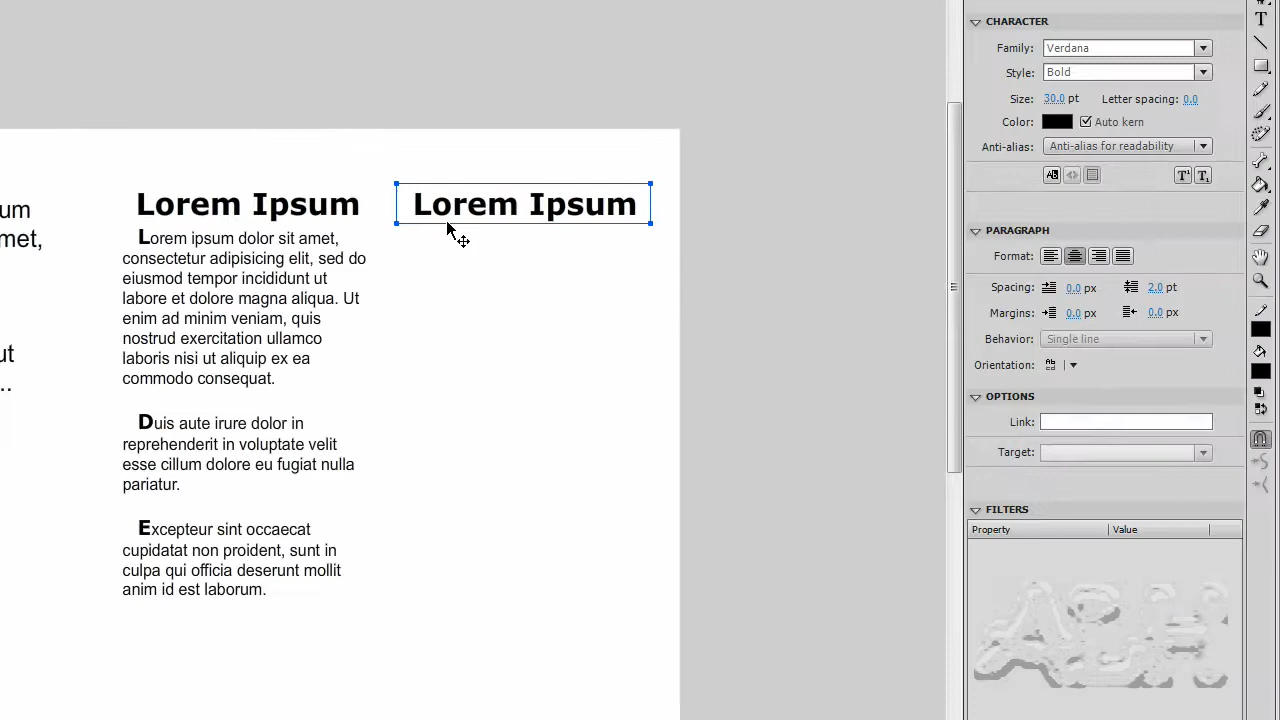 um
met,
ut
..
Lorem Ipsum
Lorem ipsum dolor sit amet,
consectetur adipisicing elit, sed do
eiusmod tempor incididunt ut
labore et dolore magna aliqua. Ut
enim ad minim veniam, quis
nostrud exercitation ullamco
laboris nisi ut aliquip ex ea
commodo consequat.
Duis aute irure dolor in
reprehenderit in voluptate velit
esse cillum dolore eu fugiat nulla
pariatur.
Excepteur sint occaecat
cupidatat non proident, sunt in
culpa qui officia deserunt mollit
anim id est laborum.
Lorem Ipsum
CHARACTER
Family: Verdana
Style: Bold
Size: 30.0 pt Letter spacing: 0.0
Color: Auto kern
Anti-alias: Anti-alias for readability
PARAGRAPH
Format:
Spacing: 0.0 px 2.0 pt
Margins: 0.0 px 0.0 px
Behavior: Single line
Orientation:
OPTIONS
Link:
Target:
FILTERS
Property Value